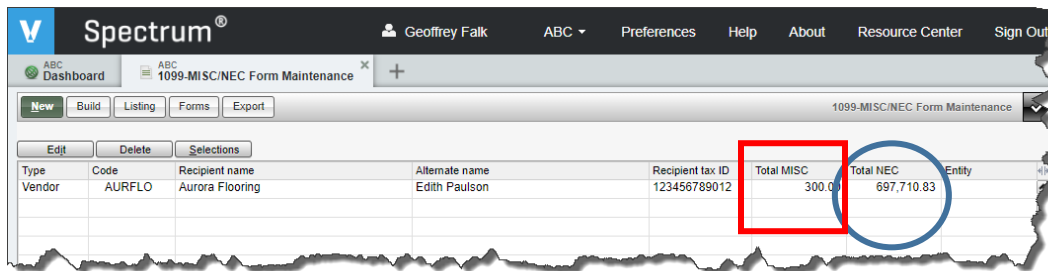 V Spectrum® Geoffrey Falk ABC Preferences Help About Resource Center Sign Out
ABC Dashboard ABC 1099-MISC/NEC Form Maintenance × +
New Build Listing Forms Export 1099-MISC/NEC Form Maintenance
Edit Delete Selections
Type Code Recipient name Alternate name Recipient tax ID Total MISC Total NEC Entity
Vendor AURFLO Aurora Flooring Edith Paulson 123456789012 300.00 697,710.83